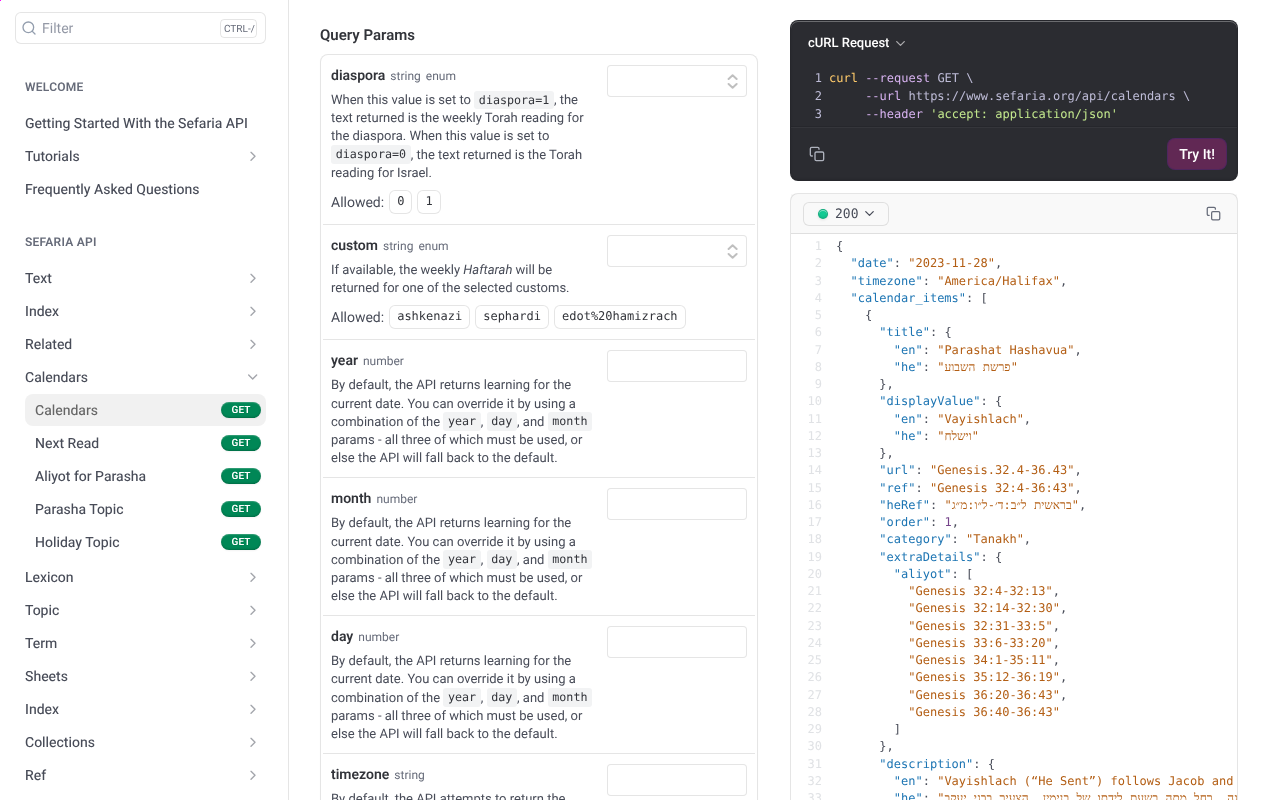 Filter
CTRL-/
WELCOME
Getting Started With the Sefaria API
Tutorials
Frequently Asked Questions
SEFARIA API
Text
Index
Related
Calendars
Calendars GET
Next Read GET
Aliyot for Parasha GET
Parasha Topic GET
Holiday Topic GET
Lexicon
Topic
Term
Sheets
Index
Collections
Ref
Query Params
diaspora string enum
When this value is set to diaspora=1, the
text returned is the weekly Torah reading for
the diaspora. When this value is set to
diaspora=0, the text returned is the Torah
reading for Israel.
Allowed: 0 1
custom string enum
If available, the weekly Haftarah will be
returned for one of the selected customs.
Allowed: ashkenazi sephardi edot%20hamizrach
year number
By default, the API returns learning for the
current date. You can override it by using a
combination of the year, day, and month
params - all three of which must be used, or
else the API will fall back to the default.
month number
By default, the API returns learning for the
current date. You can override it by using a
combination of the year, day, and month
params - all three of which must be used, or
else the API will fall back to the default.
day number
By default, the API returns learning for the
current date. You can override it by using a
combination of the year, day, and month
params - all three of which must be used, or
else the API will fall back to the default.
timezone string
By default, the API attempts to return the
cURL Request
1 curl --request GET \
2 --url https://www.sefaria.org/api/calendars \
3 --header 'accept: application/json'
Try It!
200
1 {
2 "date": "2023-11-28",
3 "timezone": "America/Halifax",
4 "calendar_items": [
5 {
6 "title": {
7 "en": "Parashat Hashavua",
8 "he": "פרשת השבוע"
9 },
10 "displayValue": {
11 "en": "Vayishlach",
12 "he": "וישלח"
13 },
14 "url": "Genesis.32.4-36.43",
15 "ref": "Genesis 32:4-36:43",
16 "heRef": "בראשית ל״ב:ד׳-ל״ו:מ״ג",
17 "order": 1,
18 "category": "Tanakh",
19 "extraDetails": {
20 "aliyot": [
21 "Genesis 32:4-32:13",
22 "Genesis 32:14-32:30",
23 "Genesis 32:31-33:5",
24 "Genesis 33:6-33:20",
25 "Genesis 34:1-35:11",
26 "Genesis 35:12-36:19",
27 "Genesis 36:20-36:43",
28 "Genesis 36:40-36:43"
29 ]
30 },
31 "description": {
32 "en": "Vayishlach (“He Sent”) follows Jacob and
33 "he": רחל מתה בשעת לידתו של בנימין, הצעיר בבני יעקב